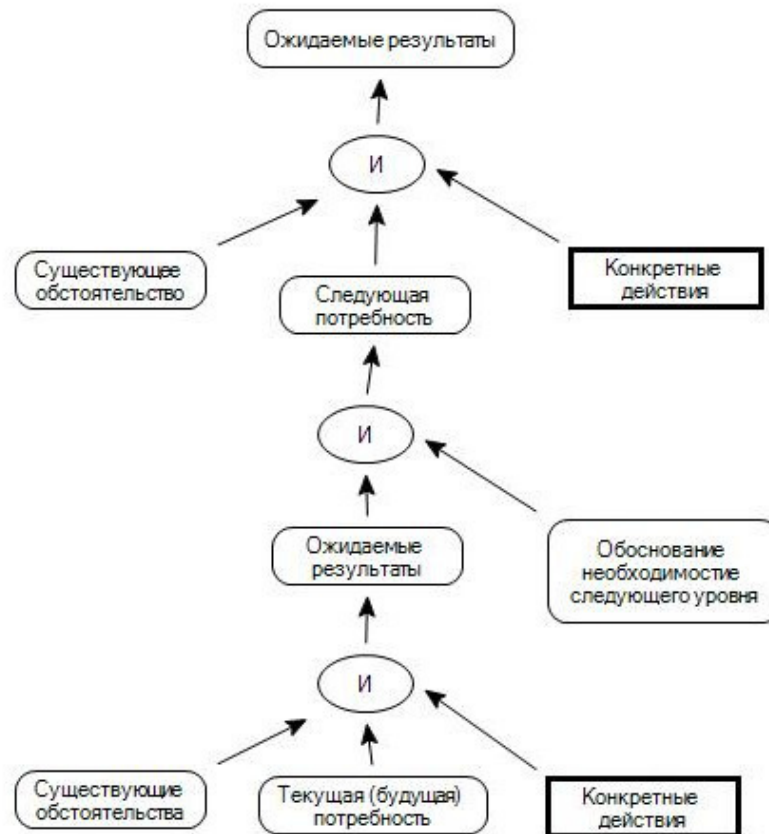 Ожидаемые результаты
И
Существующее
обстоятельство
Следующая
потребность
Конкретные
действия
И
Ожидаемые
результаты
Обоснование
необходимостие
следующего уровня
И
Существующие
обстоятельства
Текущая (будущая)
потребность
Конкретные
действия